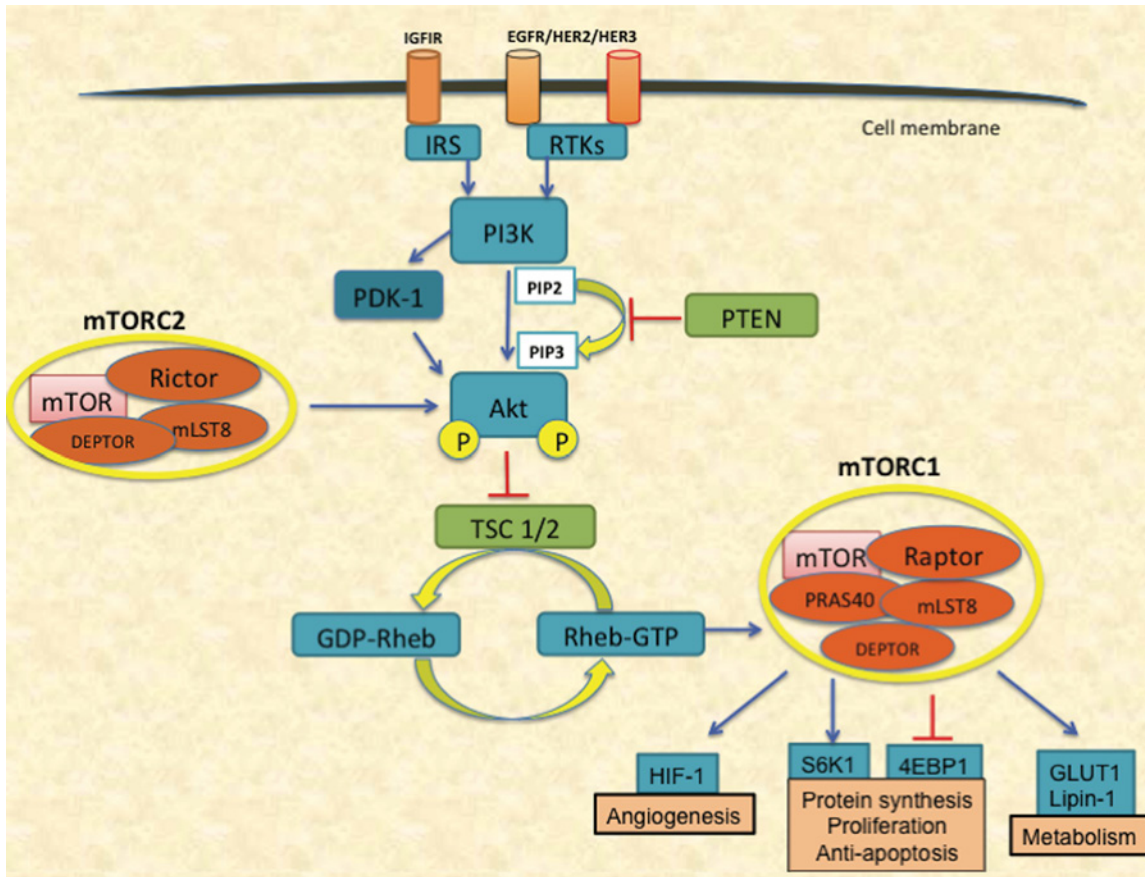 IGFIR
EGFR/HER2/HER3
Cell membrane
IRS
RTKs
PI3K
PDK-1
PIP2
PTEN
PIP3
mTORC2
Rictor
mTOR
DEPTOR
mLST8
Akt
P
P
TSC 1/2
mTORC1
mTOR
Raptor
PRAS40
mLST8
DEPTOR
GDP-Rheb
Rheb-GTP
HIF-1
Angiogenesis
S6K1
4EBP1
Protein synthesis
Proliferation
Anti-apoptosis
GLUT1
Lipin-1
Metabolism